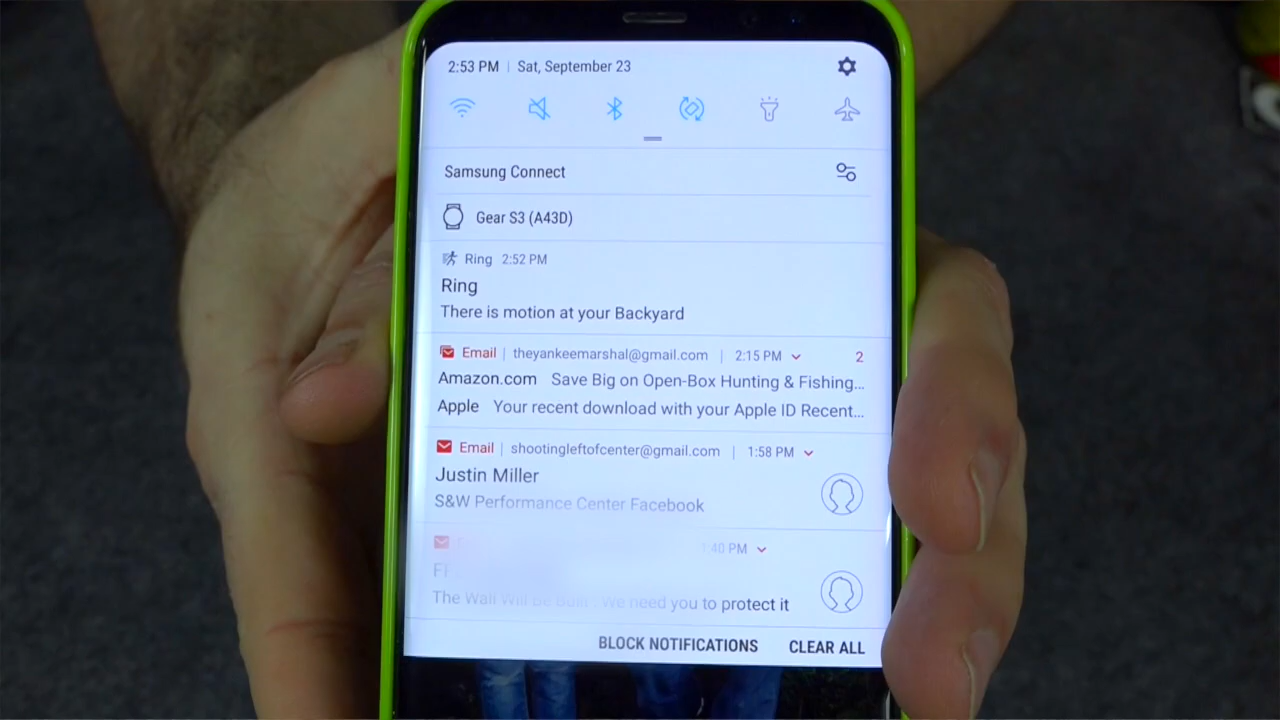 2:53 PM | Sat, September 23
Samsung Connect
Gear S3 (A43D)
Ring 2:52 PM
Ring
There is motion at your Backyard
Email | theyankeemarshal@gmail.com | 2:15 PM 2
Amazon.com Save Big on Open-Box Hunting & Fishing...
Apple Your recent download with your Apple ID Recent...
Email | shootingleftofcenter@gmail.com | 1:58 PM
Justin Miller
S&W Performance Center Facebook
1:40 PM
The Wall Will Be Built We need you to protect it
BLOCK NOTIFICATIONS CLEAR ALL